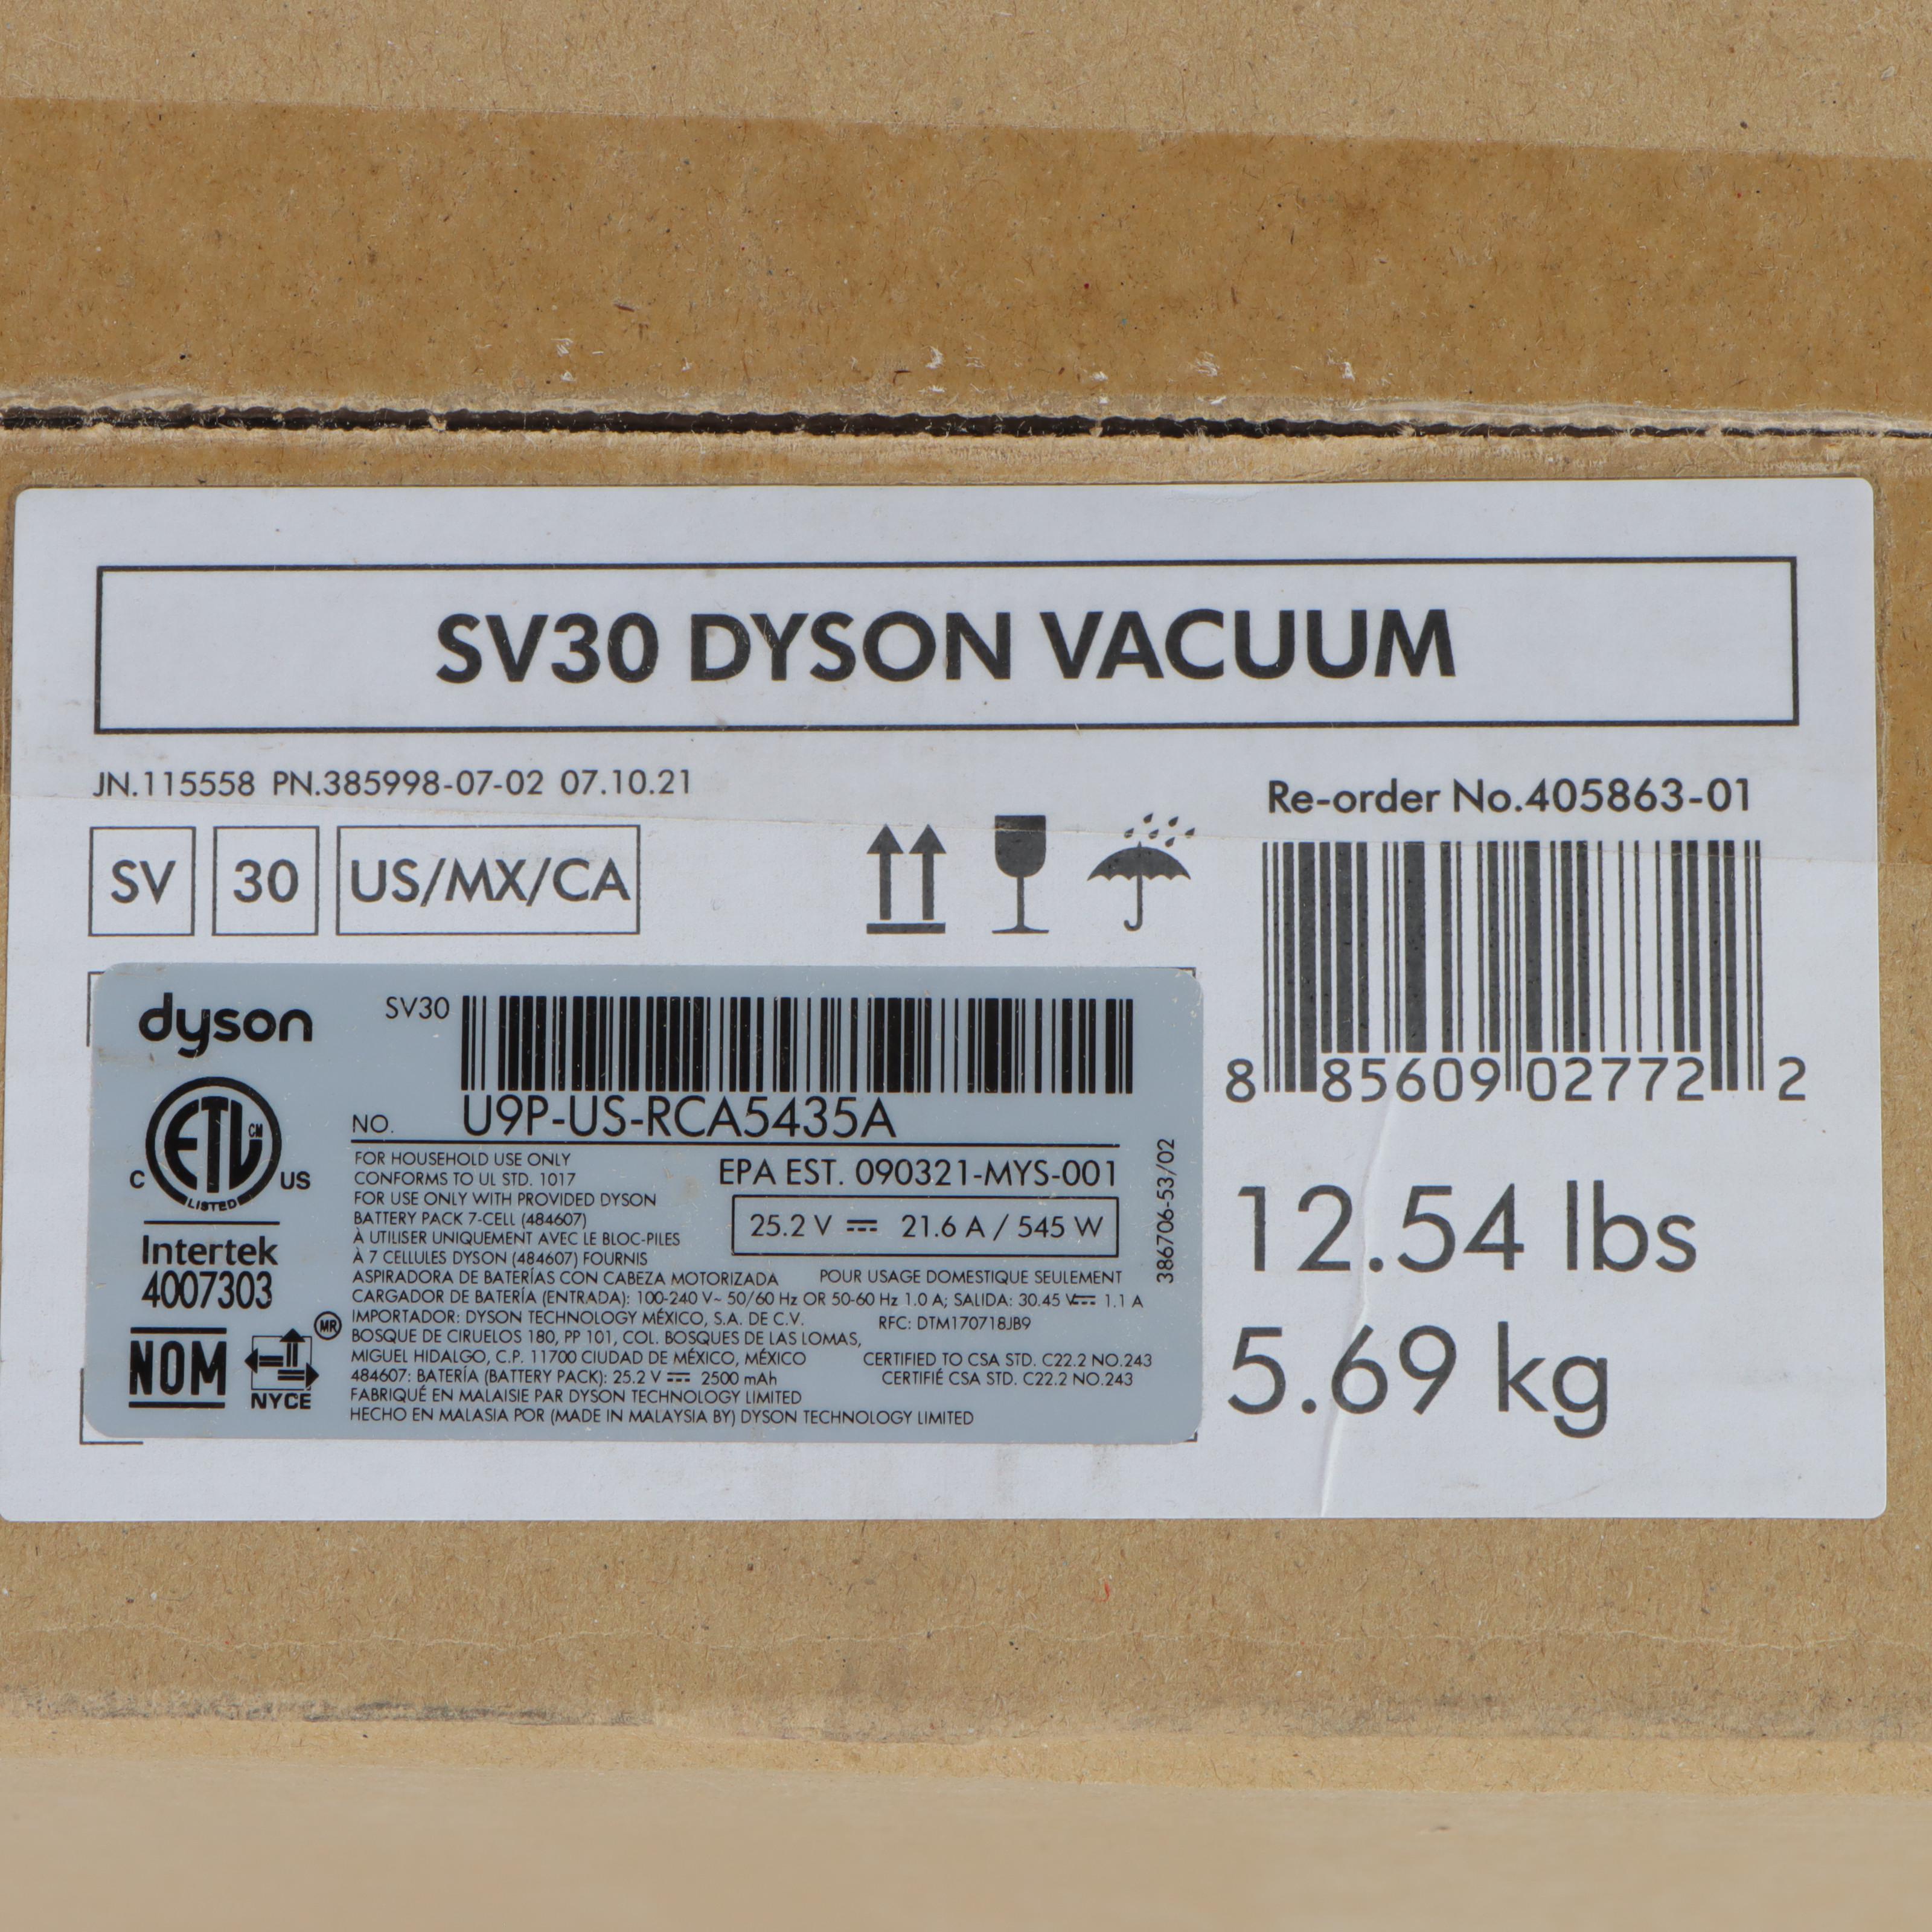 SV30 DYSON VACUUM
JN.115558 PN.385998-07-02 07.10.21
Re-order No.405863-01
SV 30 US/MX/CA
8 85609 02772 2
12.54 lbs
5.69 kg
dyson
SV30
NO. U9P-US-RCA5435A
ETL CM
C US
LISTED
Intertek
4007303
NOM
NYCE
MR
FOR HOUSEHOLD USE ONLY
CONFORMS TO UL STD. 1017
FOR USE ONLY WITH PROVIDED DYSON
BATTERY PACK 7-CELL (484607)
À UTILISER UNIQUEMENT AVEC LE BLOC-PILES
À 7 CELLULES DYSON (484607) FOURNIS
EPA EST. 090321-MYS-001
25.2 V ⎓ 21.6 A / 545 W
386706-53/02
ASPIRADORA DE BATERÍAS CON CABEZA MOTORIZADA POUR USAGE DOMESTIQUE SEULEMENT
CARGADOR DE BATERÍA (ENTRADA): 100-240 V~ 50/60 Hz OR 50-60 Hz 1.0 A; SALIDA: 30.45 V⎓ 1.1 A
IMPORTADOR: DYSON TECHNOLOGY MÉXICO, S.A. DE C.V. RFC: DTM170718JB9
BOSQUE DE CIRUELOS 180, PP 101, COL. BOSQUES DE LAS LOMAS,
MIGUEL HIDALGO, C.P. 11700 CIUDAD DE MÉXICO, MÉXICO CERTIFIED TO CSA STD. C22.2 NO.243
484607: BATERÍA (BATTERY PACK): 25.2 V ⎓ 2500 mAh CERTIFIÉ CSA STD. C22.2 NO.243
FABRIQUÉ EN MALAISIE PAR DYSON TECHNOLOGY LIMITED
HECHO EN MALASIA POR (MADE IN MALAYSIA BY) DYSON TECHNOLOGY LIMITED